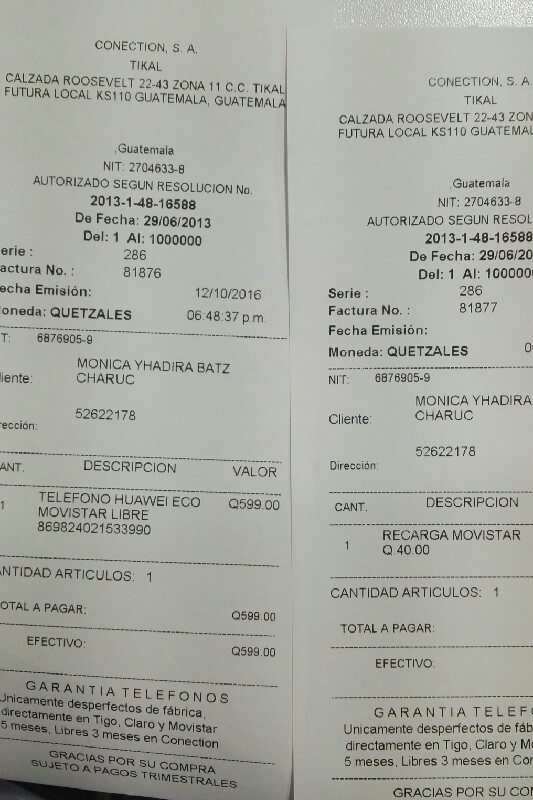 CONECTION, S. A.
TIKAL
CALZADA ROOSEVELT 22-43 ZONA 11 C.C. TIKAL
FUTURA LOCAL KS110 GUATEMALA, GUATEMALA
,Guatemala
NIT: 2704633-8
AUTORIZADO SEGUN RESOLUCION No.
2013-1-48-16588
De Fecha: 29/06/2013
Del: 1 Al: 1000000
erie : 286
actura No. : 81876
echa Emisión: 12/10/2016
oneda: QUETZALES 06:48:37 p.m.
T: 6876905-9
liente: MONICA YHADIRA BATZ
CHARUC
rección: 52622178
ANT. DESCRIPCION VALOR
1 TELEFONO HUAWEI ECO Q599.00
MOVISTAR LIBRE
869824021533990
ANTIDAD ARTICULOS: 1
OTAL A PAGAR: Q599.00
EFECTIVO: Q599.00
GARANTIA TELEFONOS
Unicamente desperfectos de fábrica,
directamente en Tigo, Claro y Movistar
5 meses, Libres 3 meses en Conection
GRACIAS POR SU COMPRA
SUJETO A PAGOS TRIMESTRALES
CONECTION, S. A.
TIKAL
CALZADA ROOSEVELT 22-43 ZON
FUTURA LOCAL KS110 GUATEMAL
,Guatemala
NIT: 2704633-8
AUTORIZADO SEGUN RESOL
2013-1-48-16588
De Fecha: 29/06/20
Del: 1 Al: 100000
Serie : 286
Factura No. : 81877
Fecha Emisión:
Moneda: QUETZALES 0
NIT: 6876905-9
Cliente: MONICA YHADIRA
CHARUC
Dirección: 52622178
CANT. DESCRIPCION
1 RECARGA MOVISTAR
Q.40.00
CANTIDAD ARTICULOS: 1
TOTAL A PAGAR:
EFECTIVO:
GARANTIA TELEF
Unicamente desperfectos de fáb
directamente en Tigo, Claro y Mo
5 meses, Libres 3 meses en Con
GRACIAS POR SU COM